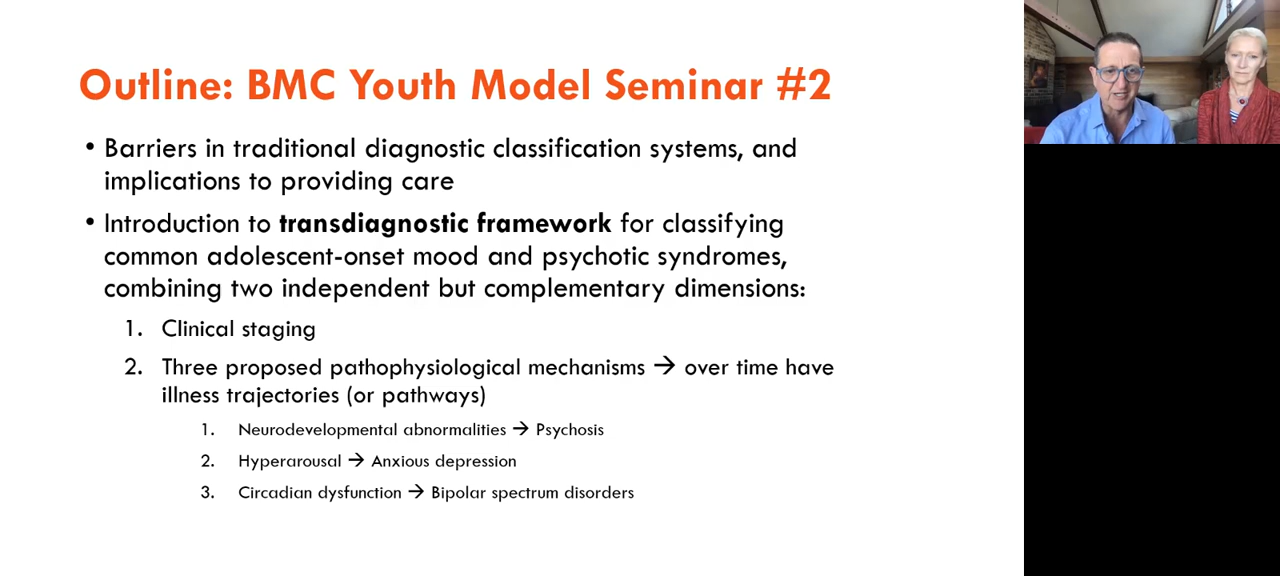 Outline: BMC Youth Model Seminar #2
• Barriers in traditional diagnostic classification systems, and
implications to providing care
• Introduction to transdiagnostic framework for classifying
common adolescent-onset mood and psychotic syndromes,
combining two independent but complementary dimensions:
1. Clinical staging
2. Three proposed pathophysiological mechanisms → over time have
illness trajectories (or pathways)
1. Neurodevelopmental abnormalities → Psychosis
2. Hyperarousal → Anxious depression
3. Circadian dysfunction → Bipolar spectrum disorders